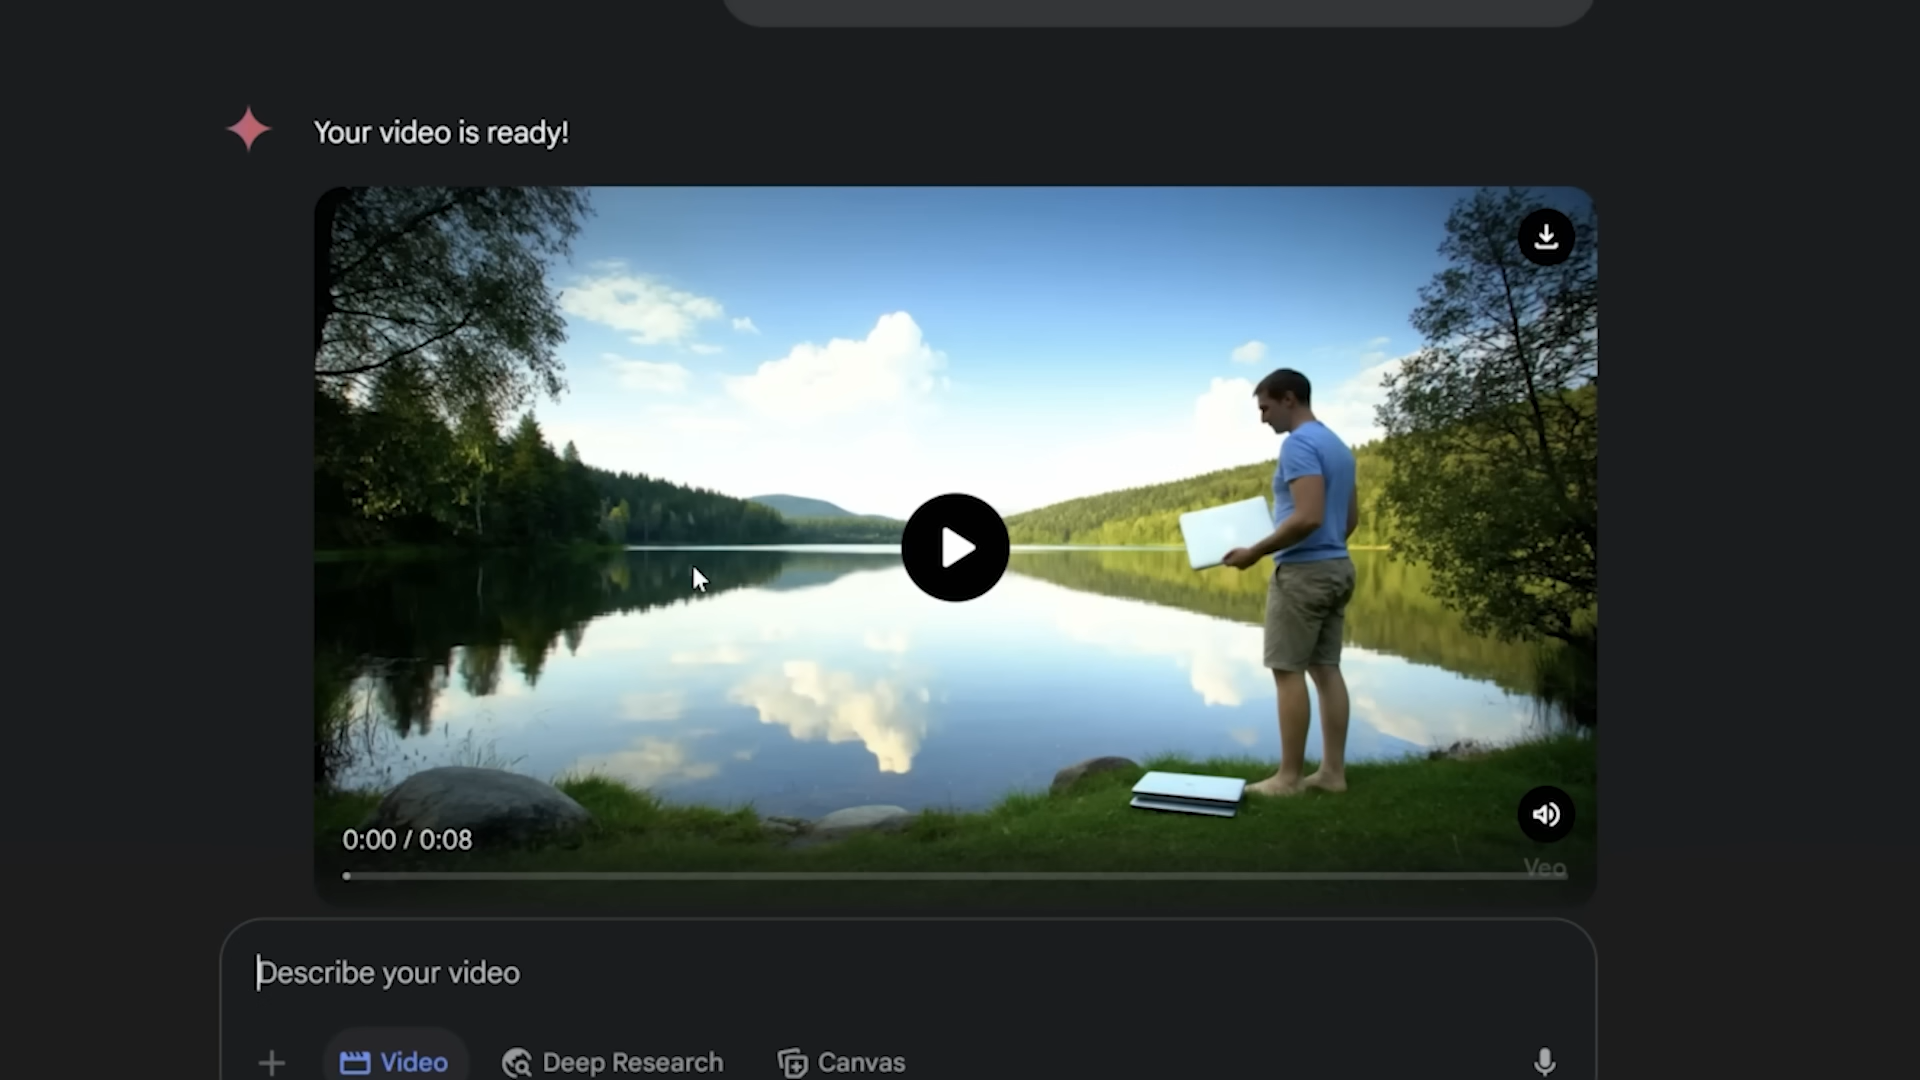 Your video is ready!
0:00 / 0:08
Veo
Describe your video
Video
Deep Research
Canvas